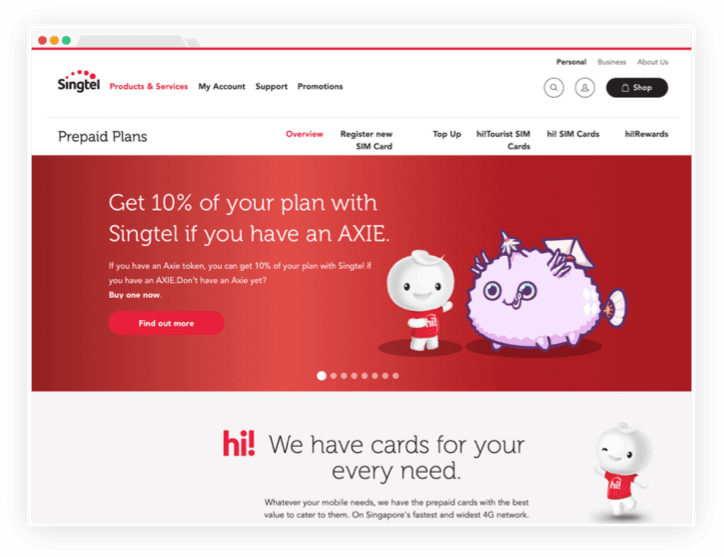 Personal Business About Us
Singtel Products & Services My Account Support Promotions Shop
Prepaid Plans
Overview
Register new
SIM Card
Top Up
hi!Tourist SIM
Cards
hi! SIM Cards
hi!Rewards
Get 10% of your plan with
Singtel if you have an AXIE.
If you have an Axie token, you can get 10% of your plan with Singtel if
you have an AXIE.Don't have an Axie yet?
Buy one now.
Find out more
hi!
hi! We have cards for your
every need.
hi!
Whatever your mobile needs, we have the prepaid cards with the best
value to cater to them. On Singapore's fastest and widest 4G network.